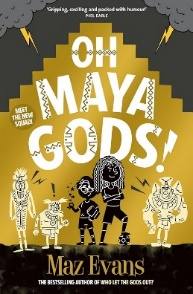 'Gripping, exciting and packed with humour'
PHIL EARLE
OH
MAYA
GODS!
MEET THE NEW
SQUAD!
Maz Evans
THE BESTSELLING AUTHOR OF WHO LET THE GODS OUT?